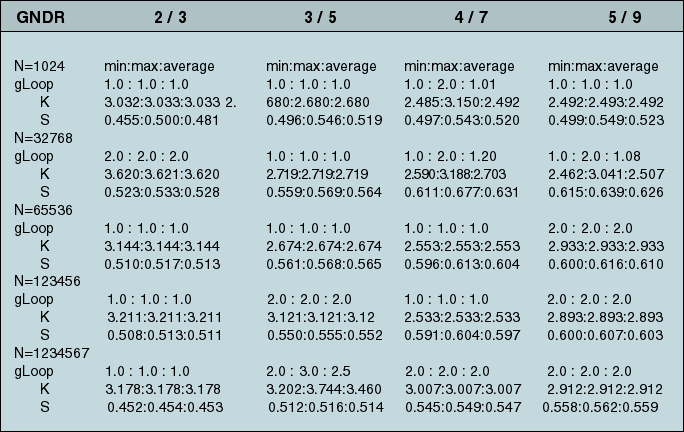 GNDR 2 / 3 3 / 5 4 / 7 5 / 9
N=1024 min:max:average min:max:average min:max:average min:max:average
gLoop 1.0 : 1.0 : 1.0 1.0 : 1.0 : 1.0 1.0 : 2.0 : 1.01 1.0 : 1.0 : 1.0
K 3.032:3.033:3.033 2. 680:2.680:2.680 2.485:3.150:2.492 2.492:2.493:2.492
S 0.455:0.500:0.481 0.496:0.546:0.519 0.497:0.543:0.520 0.499:0.549:0.523
N=32768
gLoop 2.0 : 2.0 : 2.0 1.0 : 1.0 : 1.0 1.0 : 2.0 : 1.20 1.0 : 2.0 : 1.08
K 3.620:3.621:3.620 2.719:2.719:2.719 2.590:3.188:2.703 2.462:3.041:2.507
S 0.523:0.533:0.528 0.559:0.569:0.564 0.611:0.677:0.631 0.615:0.639:0.626
N=65536
gLoop 1.0 : 1.0 : 1.0 1.0 : 1.0 : 1.0 1.0 : 1.0 : 1.0 2.0 : 2.0 : 2.0
K 3.144:3.144:3.144 2.674:2.674:2.674 2.553:2.553:2.553 2.933:2.933:2.933
S 0.510:0.517:0.513 0.561:0.568:0.565 0.596:0.613:0.604 0.600:0.616:0.610
N=123456
gLoop 1.0 : 1.0 : 1.0 2.0 : 2.0 : 2.0 1.0 : 1.0 : 1.0 2.0 : 2.0 : 2.0
K 3.211:3.211:3.211 3.121:3.121:3.12 2.533:2.533:2.533 2.893:2.893:2.893
S 0.508:0.513:0.511 0.550:0.555:0.552 0.591:0.604:0.597 0.600:0.607:0.603
N=1234567
gLoop 1.0 : 1.0 : 1.0 2.0 : 3.0 : 2.5 2.0 : 2.0 : 2.0 2.0 : 2.0 : 2.0
K 3.178:3.178:3.178 3.202:3.744:3.460 3.007:3.007:3.007 2.912:2.912:2.912
S 0.452:0.454:0.453 0.512:0.516:0.514 0.545:0.549:0.547 0.558:0.562:0.559